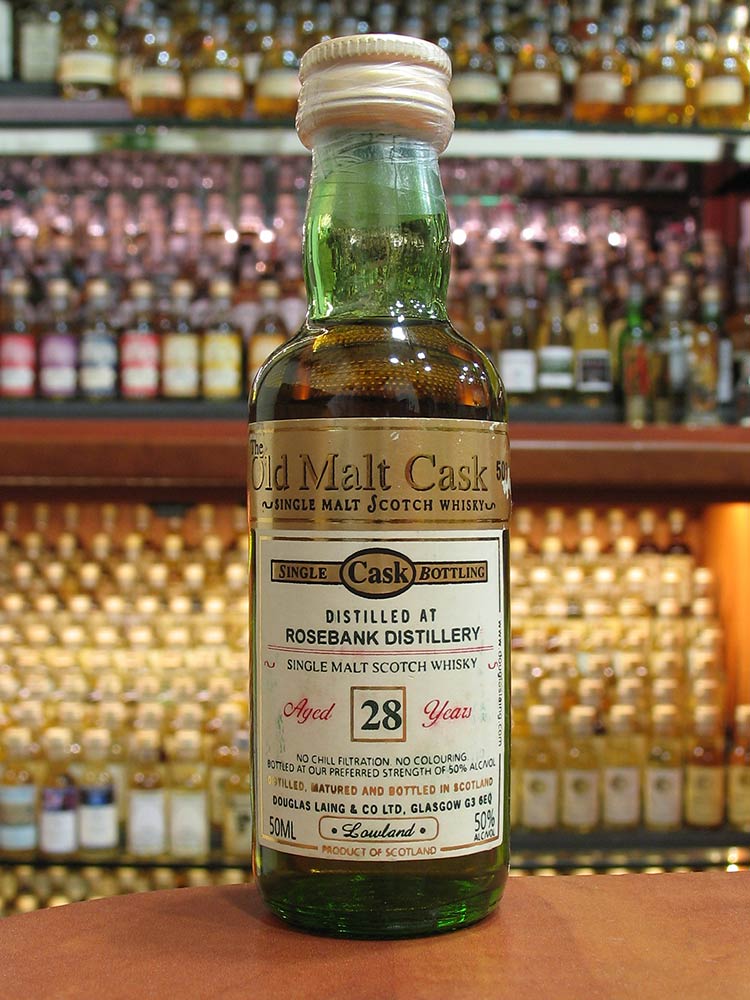 The
Old Malt Cask
SINGLE MALT SCOTCH WHISKY
SINGLE Cask BOTTLING
DISTILLED AT
ROSEBANK DISTILLERY
SINGLE MALT SCOTCH WHISKY
Aged 28 Years
NO CHILL FILTRATION, NO COLOURING
BOTTLED AT OUR PREFERRED STRENGTH OF 50% ALC/VOL
DISTILLED, MATURED AND BOTTLED IN SCOTLAND
DOUGLAS LAING & CO LTD, GLASGOW G3 6EQ
50ML • Lowland • 50%
ALC/VOL
PRODUCT OF SCOTLAND
www.douglaslaing.com